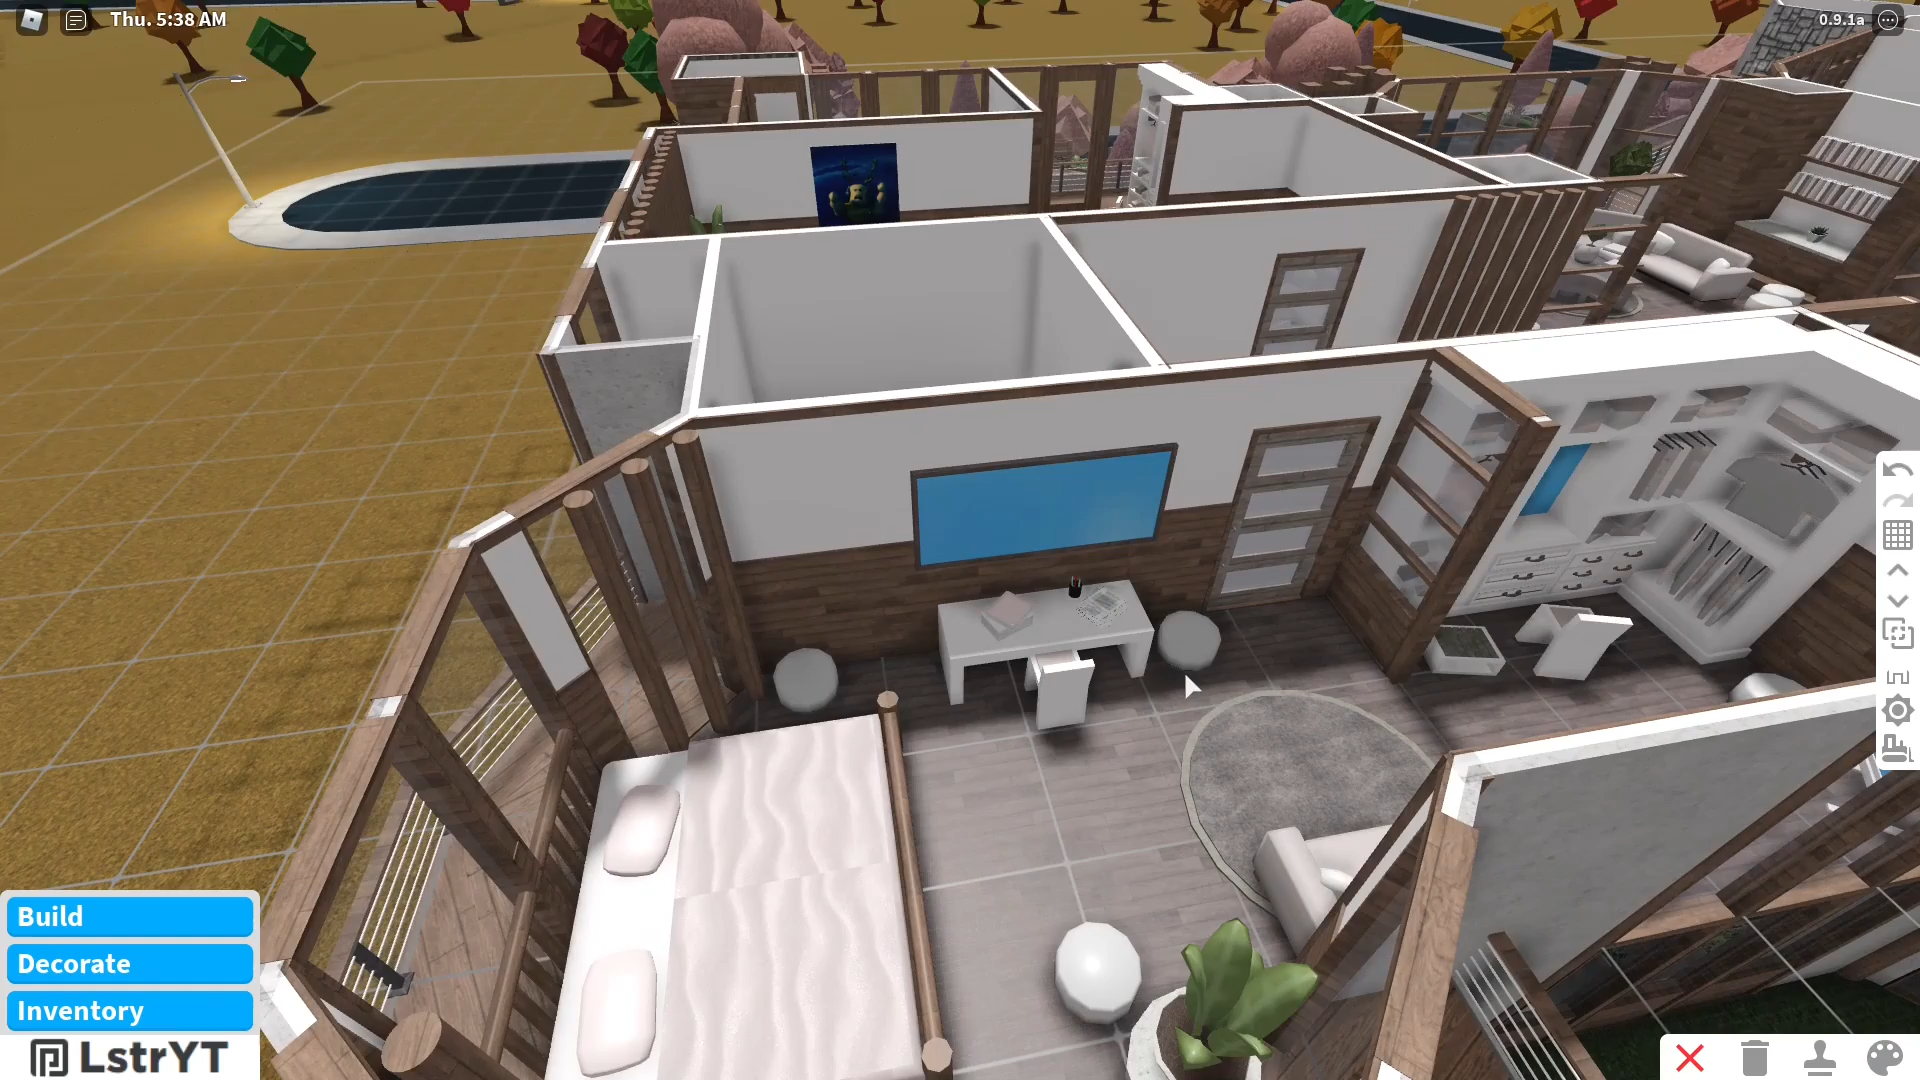 Thu. 5:38 AM
0.9.1a
Build
Decorate
Inventory
LstrYT